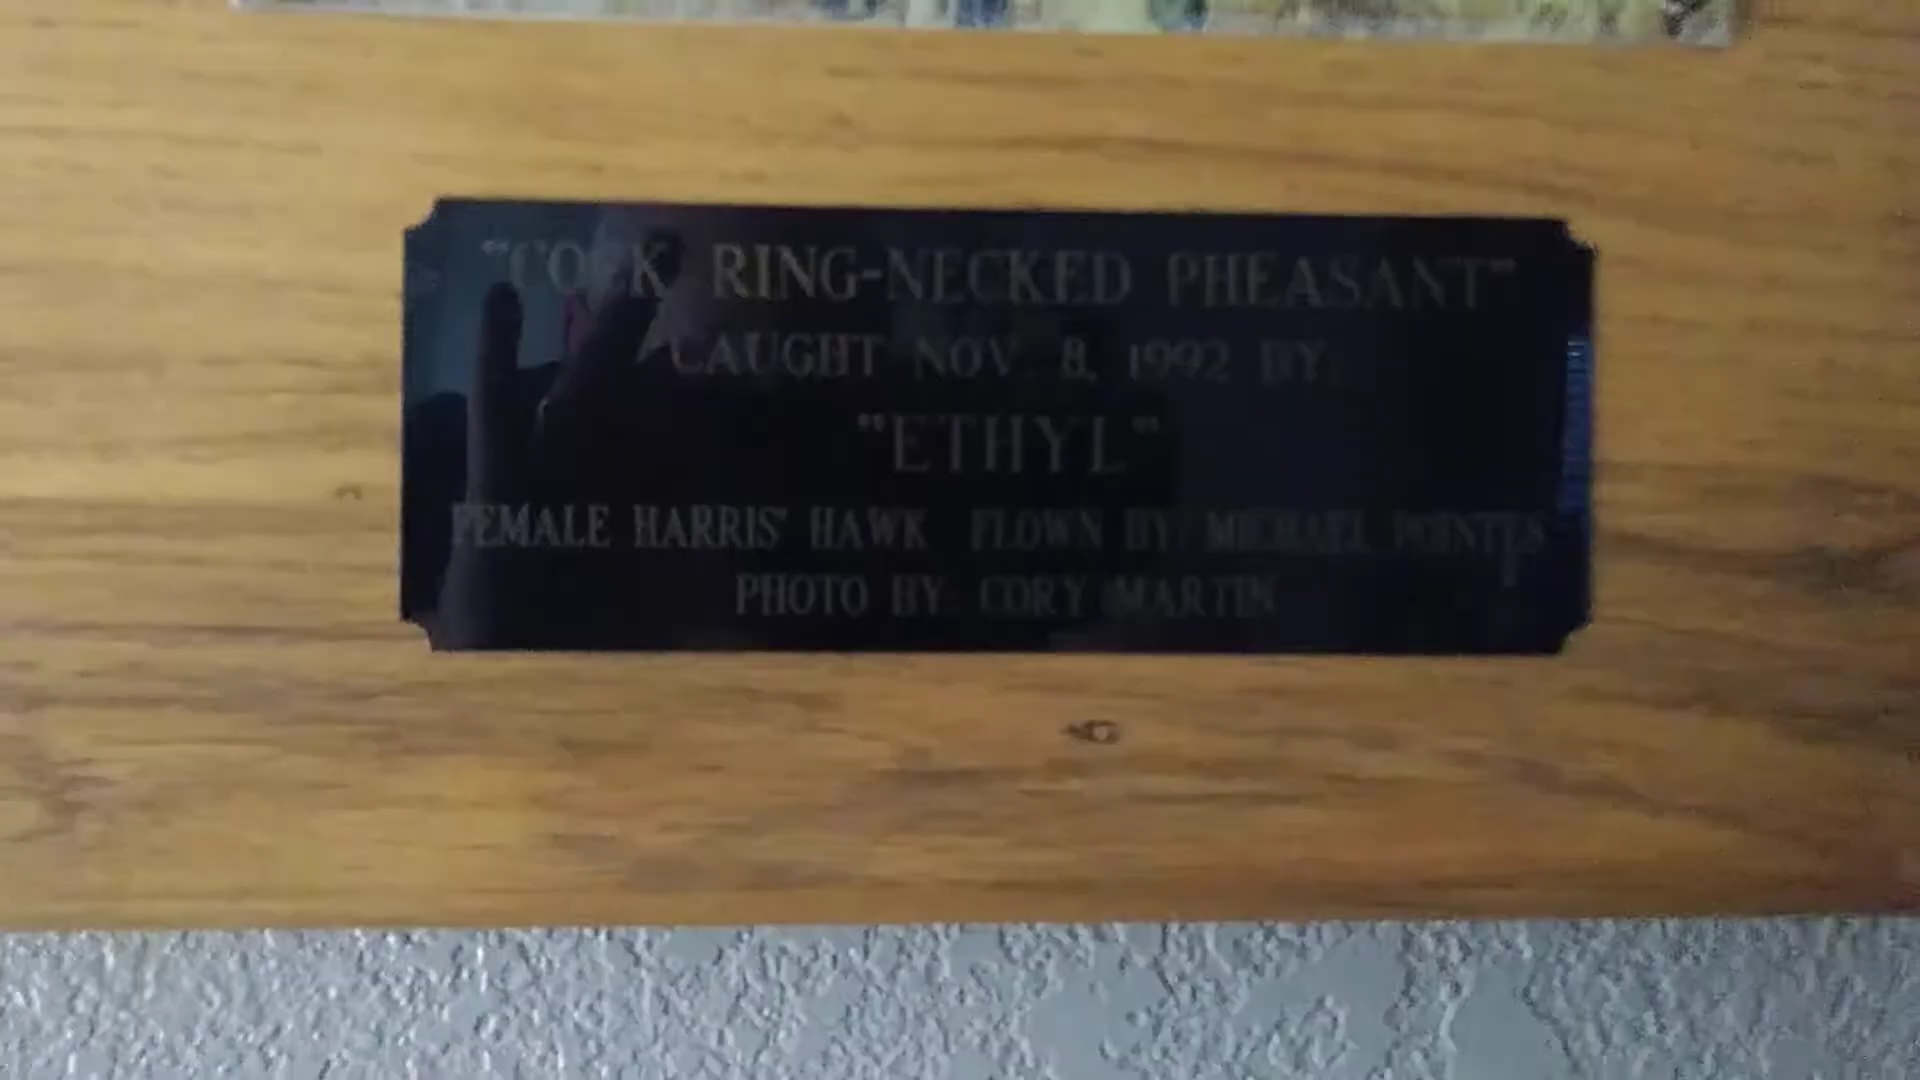 "COCK RING-NECKED PHEASANT"
CAUGHT NOV. 8, 1992 BY:
"ETHYL"
FEMALE HARRIS' HAWK FLOWN BY: MICHAEL
PHOTO BY: CORY MARTIN